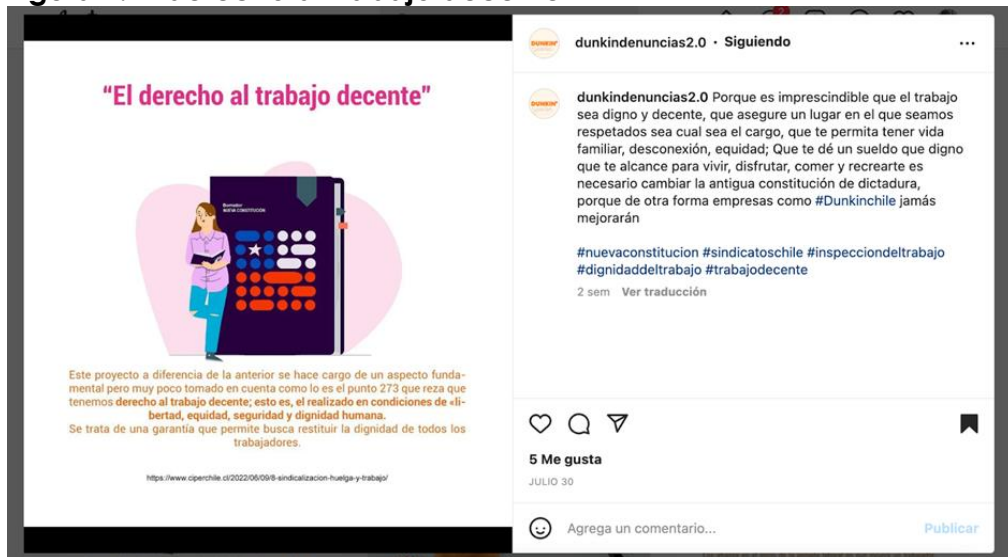 “El derecho al trabajo decente”
Borrador
NUEVA CONSTITUCIÓN
Este proyecto a diferencia de la anterior se hace cargo de un aspecto funda-
mental pero muy poco tomado en cuenta como lo es el punto 273 que reza que
tenemos derecho al trabajo decente; esto es, el realizado en condiciones de «li-
bertad, equidad, seguridad y dignidad humana.
Se trata de una garantía que permite busca restituir la dignidad de todos los
trabajadores.
https://www.ciperchile.cl/2022/06/09/8-sindicalizacion-huelga-y-trabajo/
DUNKIN'
dunkindenuncias2.0 • Siguiendo
DUNKIN'
dunkindenuncias2.0 Porque es imprescindible que el trabajo
sea digno y decente, que asegure un lugar en el que seamos
respetados sea cual sea el cargo, que te permita tener vida
familiar, desconexión, equidad; Que te dé un sueldo que digno
que te alcance para vivir, disfrutar, comer y recrearte es
necesario cambiar la antigua constitución de dictadura,
porque de otra forma empresas como #Dunkinchile jamás
mejorarán
#nuevaconstitucion #sindicatoschile #inspecciondeltrabajo
#dignidaddeltrabajo #trabajodecente
2 sem Ver traducción
5 Me gusta
JULIO 30
Agrega un comentario...
Publicar